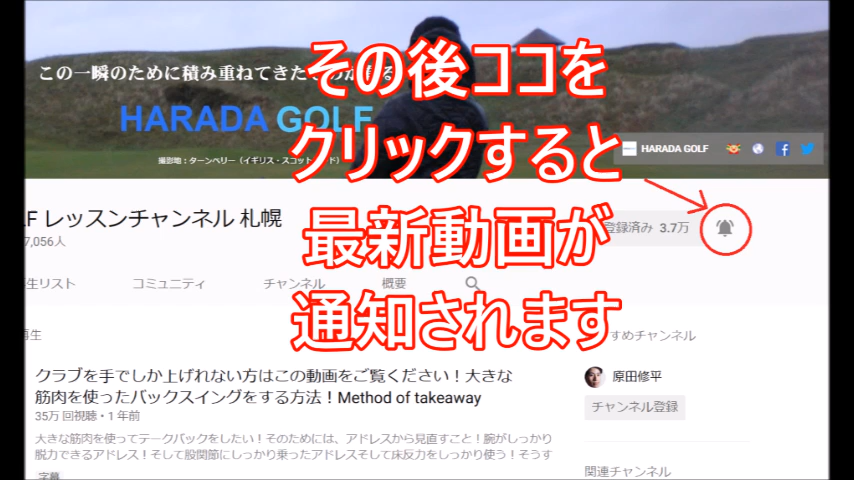 その後ココを
クリックすると
最新動画が
通知されます
この一瞬のために積み重ねてきた
HARADA GOLF
撮影地:ターンベリー(イギリス・スコット
HARADA GOLF
F レッスンチャンネル 札幌
7,056人
登録済み 3.7万
生リスト
コミュニティ
チャンネル
概要
再生
すめチャンネル
クラブを手でしか上げれない方はこの動画をご覧ください!大きな
筋肉を使ったバックスイングをする方法!Method of takeaway
35万 回視聴・1 年前
大きな筋肉を使ってテークバックをしたい!そのためには、アドレスから見直すこと!腕がしっかり
脱力できるアドレス!そして股関節にしっかり乗ったアドレスそして床反力をしっかり使う!そうす
字幕
原田修平
チャンネル登録
関連チャンネル